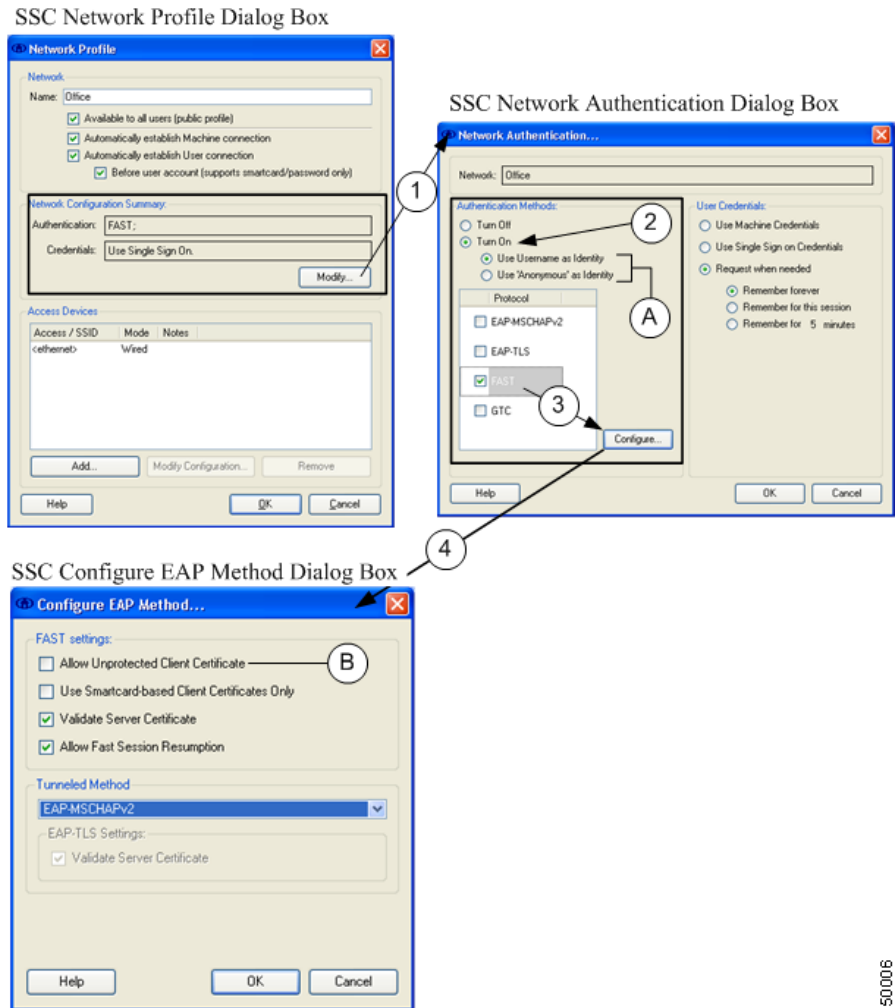 SSC Network Profile Dialog Box
Network Profile
Network
Name: Office
Available to all users (public profile)
Automatically establish Machine connection
Automatically establish User connection
Before user account (supports smartcard/password only)
Network Configuration Summary:
Authentication: FAST;
Credentials: Use Single Sign On.
Modify...
Access Devices
Access / SSID Mode Notes
<ethernet> Wired
Add... Modify Configuration... Remove
Help OK Cancel
1
SSC Network Authentication Dialog Box
Network Authentication...
Network: Office
Authentication Methods:
Turn Off
Turn On
2
Use Username as Identity
Use 'Anonymous' as Identity
A
Protocol
EAP-MSCHAPv2
EAP-TLS
FAST
GTC
3
Configure...
User Credentials:
Use Machine Credentials
Use Single Sign on Credentials
Request when needed
Remember forever
Remember for this session
Remember for 5 minutes
Help OK Cancel
4
SSC Configure EAP Method Dialog Box
Configure EAP Method...
FAST settings:
Allow Unprotected Client Certificate
B
Use Smartcard-based Client Certificates Only
Validate Server Certificate
Allow Fast Session Resumption
Tunneled Method
EAP-MSCHAPv2
EAP-TLS Settings:
Validate Server Certificate
Help OK Cancel
50006